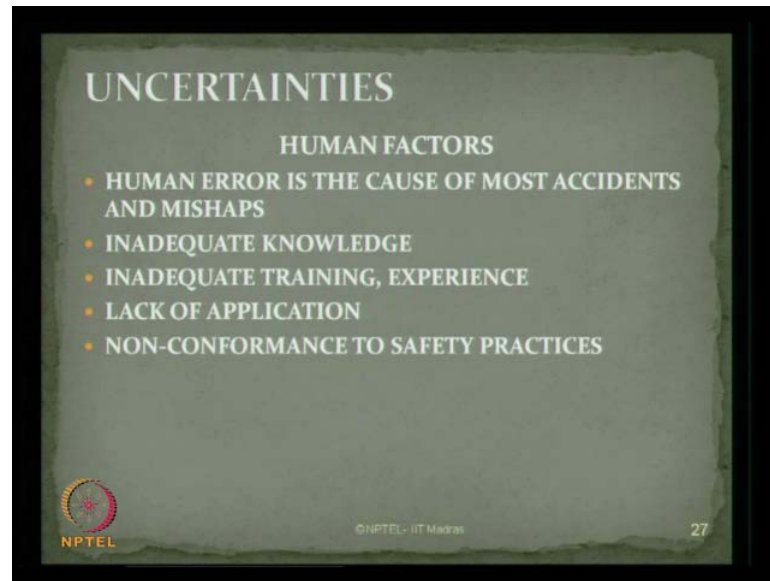 UNCERTAINTIES
HUMAN FACTORS
• HUMAN ERROR IS THE CAUSE OF MOST ACCIDENTS
AND MISHAPS
• INADEQUATE KNOWLEDGE
• INADEQUATE TRAINING, EXPERIENCE
• LACK OF APPLICATION
• NON-CONFORMANCE TO SAFETY PRACTICES
NPTEL
©NPTEL- IIT Madras
27